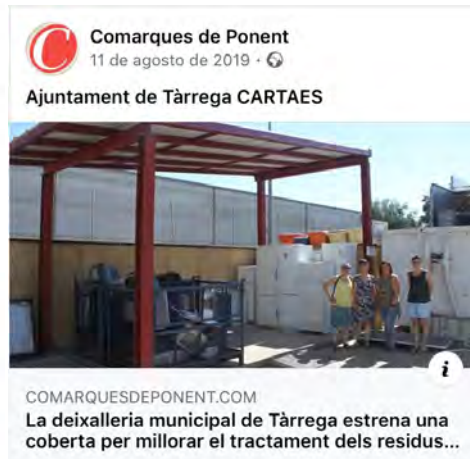 C
Comarques de Ponent
11 de agosto de 2019 ·
Ajuntament de Tàrrega CARTAES
i
COMARQUESDEPONENT.COM
La deixalleria municipal de Tàrrega estrena una
coberta per millorar el tractament dels residus...